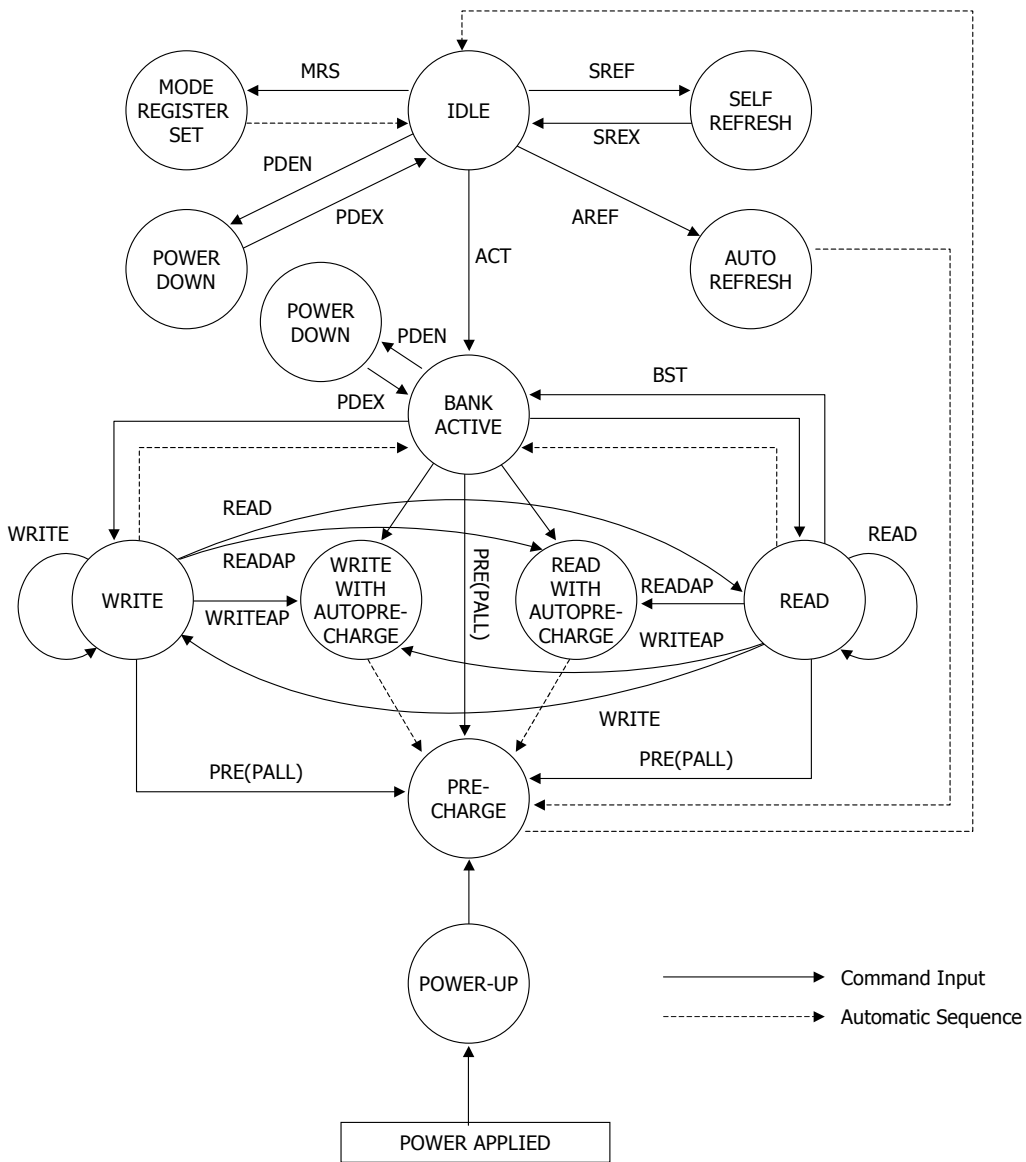 MRS
SREF
MODE
REGISTER
SET
IDLE
SELF
REFRESH
SREX
PDEN
PDEX
AREF
POWER
DOWN
ACT
AUTO
REFRESH
POWER
DOWN
PDEN
BST
PDEX
BANK
ACTIVE
WRITE
READ
READ
READAP
WRITE
WITH
AUTOPRE-
CHARGE
PRE(PALL)
READ
WITH
AUTOPRE-
CHARGE
READAP
WRITE
READ
WRITEAP
WRITEAP
WRITE
PRE(PALL)
PRE(PALL)
PRE-
CHARGE
POWER-UP
Command Input
Automatic Sequence
POWER APPLIED